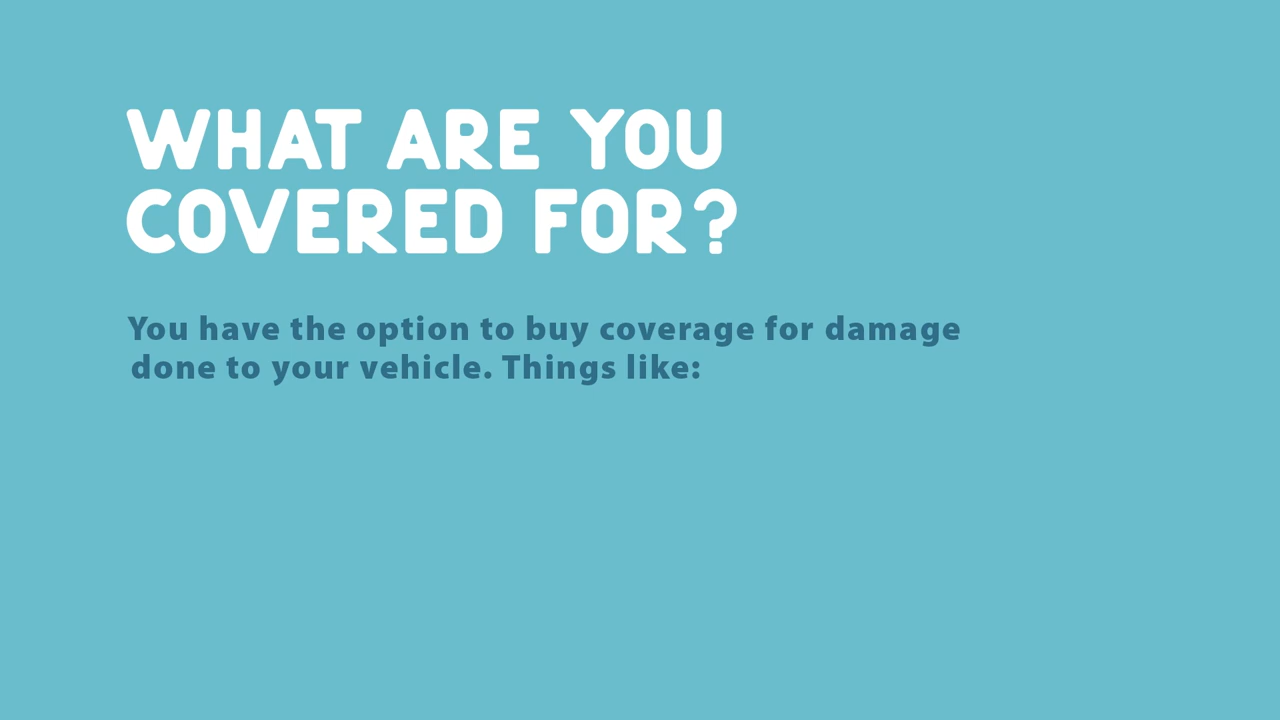 WHAT ARE YOU
COVERED FOR?
You have the option to buy coverage for damage
done to your vehicle. Things like: